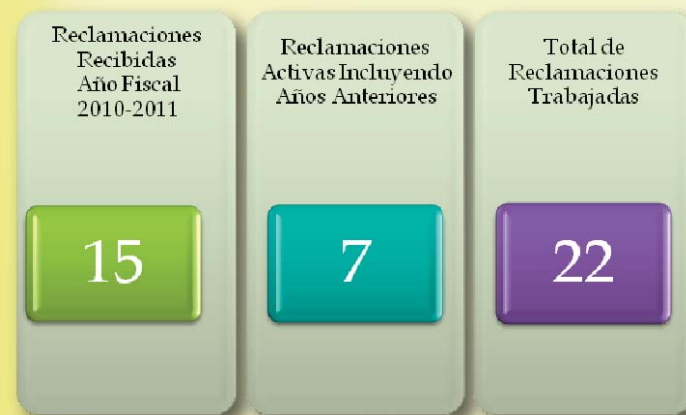 Reclamaciones
Recibidas
Año Fiscal
2010-2011
15
Reclamaciones
Activas Incluyendo
Años Anteriores
7
Total de
Reclamaciones
Trabajadas
22